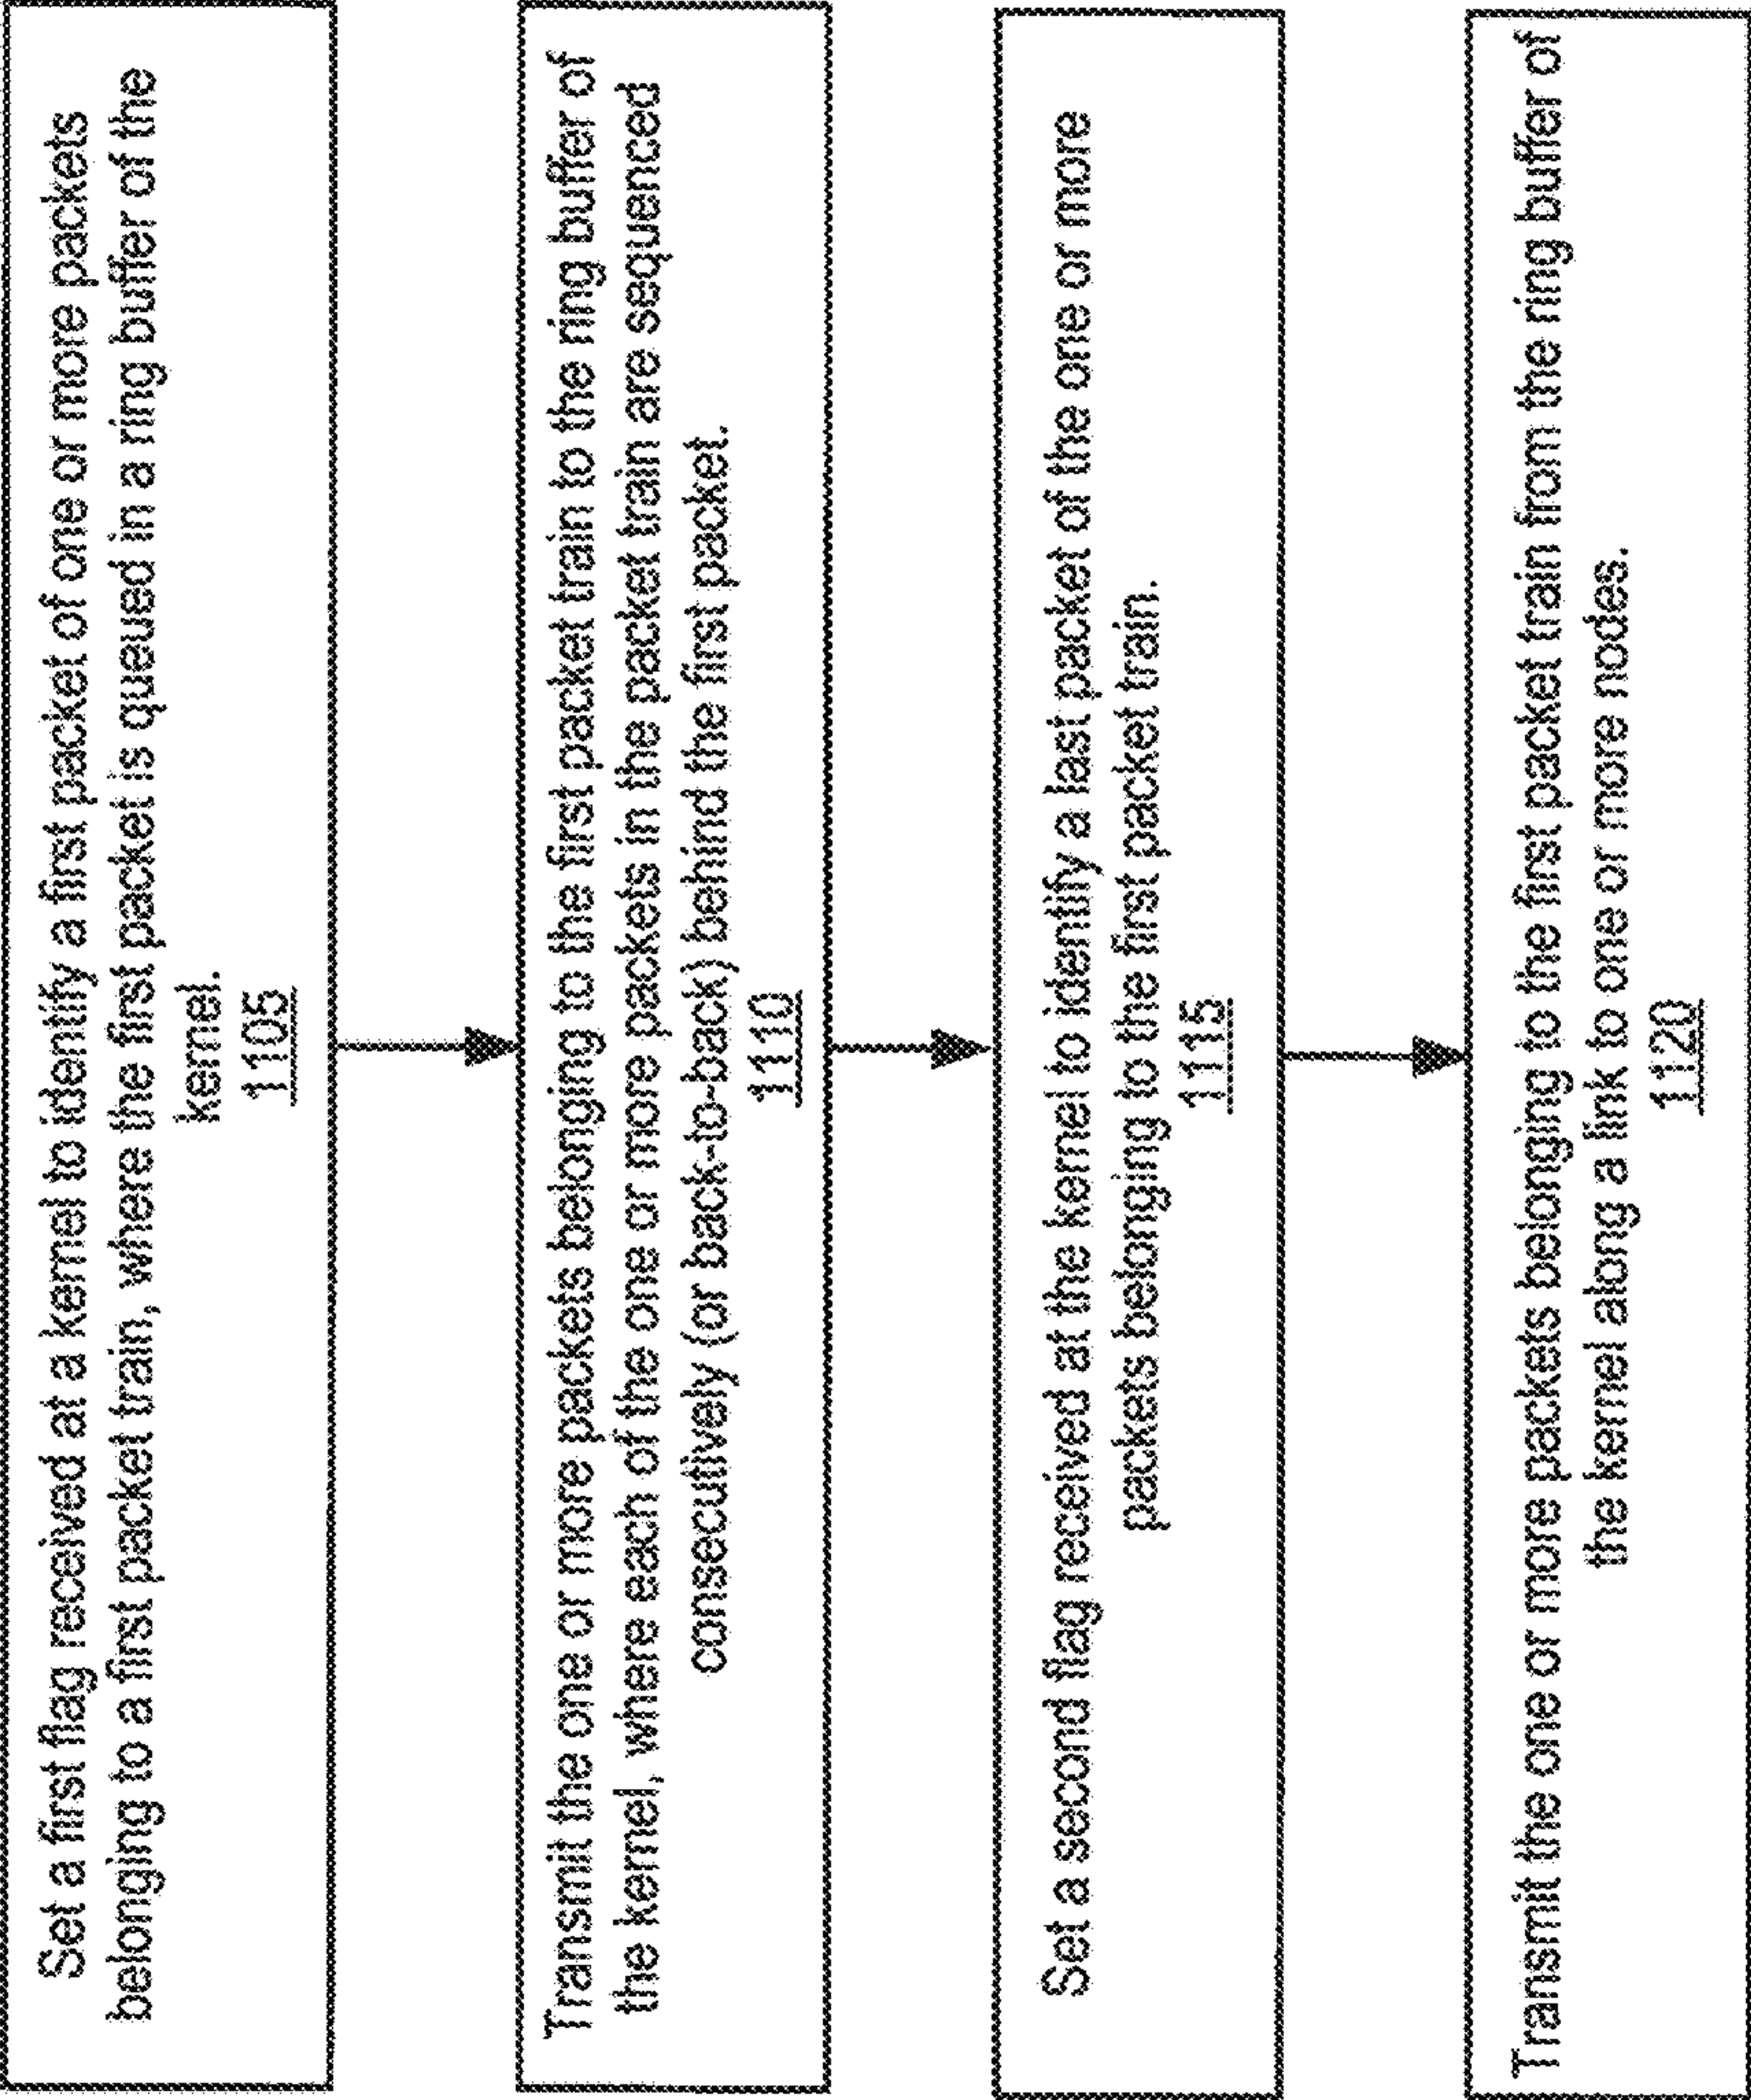 Set a first flag received at a kernel to identify a first packet of one or more packets
belonging to a first packet train, where the first packet is queued in a ring buffer of the
kernel.
1105
Transmit the one or more packets belonging to the first packet train to the ring buffer of
the kernel, where each of the one or more packets in the packet train are sequenced
consecutively (or back-to-back) behind the first packet.
1110
Set a second flag received at the kernel to identify a last packet of the one or more
packets belonging to the first packet train.
1115
Transmit the one or more packets belonging to the first packet train from the ring buffer of
the kernel along a link to one or more nodes.
1120